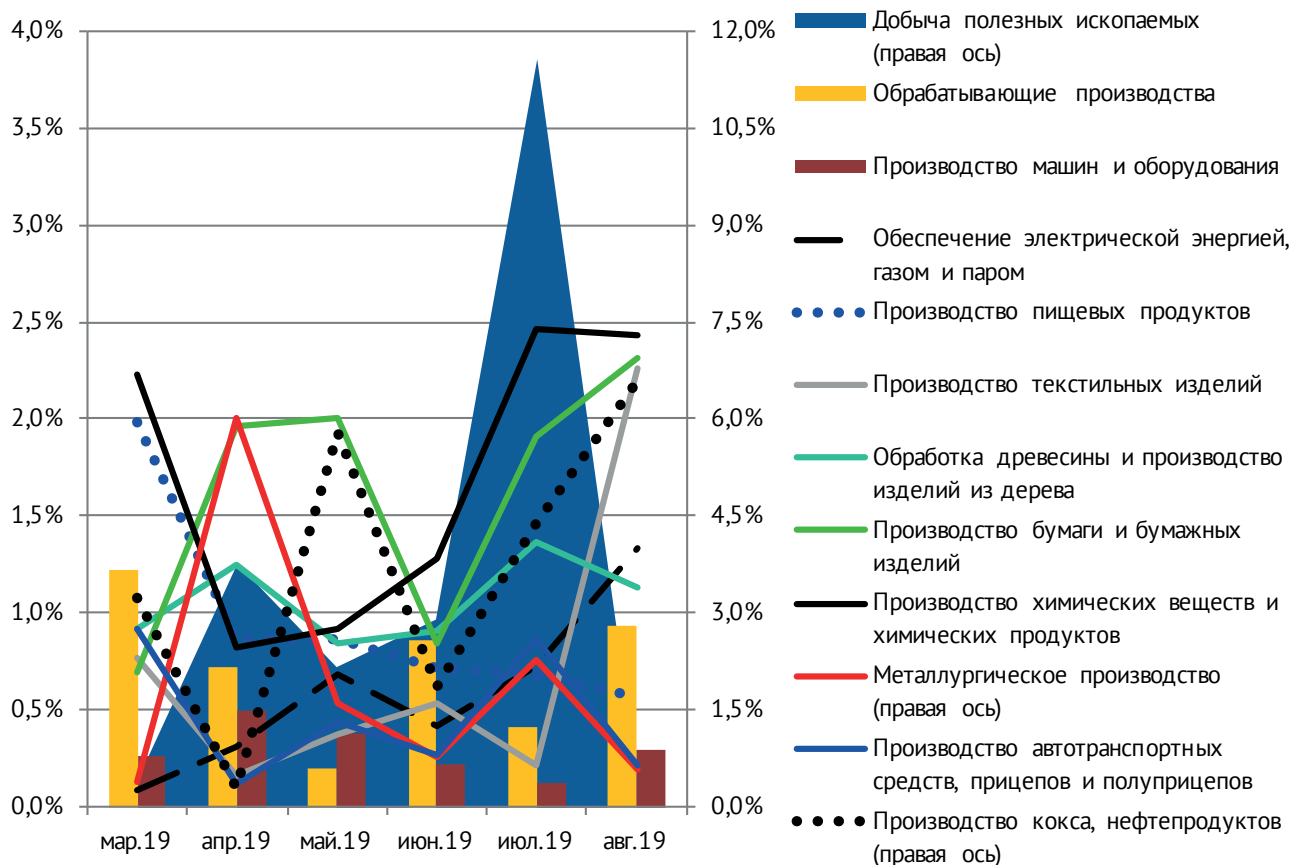 4,0%
3,5%
3,0%
2,5%
2,0%
1,5%
1,0%
0,5%
0,0%
12,0%
10,5%
9,0%
7,5%
6,0%
4,5%
3,0%
1,5%
0,0%
мар.19 апр.19 май.19 июн.19 июл.19 авг.19
Добыча полезных ископаемых
(правая ось)
Обрабатывающие производства
Производство машин и оборудования
Обеспечение электрической энергией,
газом и паром
Производство пищевых продуктов
Производство текстильных изделий
Обработка древесины и производство
изделий из дерева
Производство бумаги и бумажных
изделий
Производство химических веществ и
химических продуктов
Металлургическое производство
(правая ось)
Производство автотранспортных
средств, прицепов и полуприцепов
Производство кокса, нефтепродуктов
(правая ось)